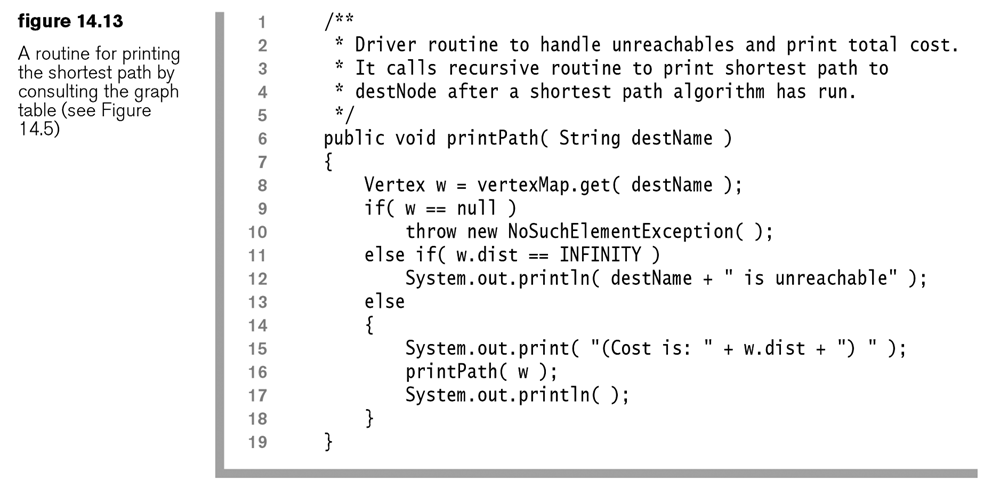 figure 14.13
A routine for printing
the shortest path by
consulting the graph
table (see Figure
14.5)
1 /**
2  * Driver routine to handle unreachables and print total cost.
3  * It calls recursive routine to print shortest path to
4  * destNode after a shortest path algorithm has run.
5  */
6 public void printPath( String destName )
7 {
8     Vertex w = vertexMap.get( destName );
9     if( w == null )
10         throw new NoSuchElementException( );
11     else if( w.dist == INFINITY )
12         System.out.println( destName + " is unreachable" );
13     else
14     {
15         System.out.print( "(Cost is: " + w.dist + ") " );
16         printPath( w );
17         System.out.println( );
18     }
19 }